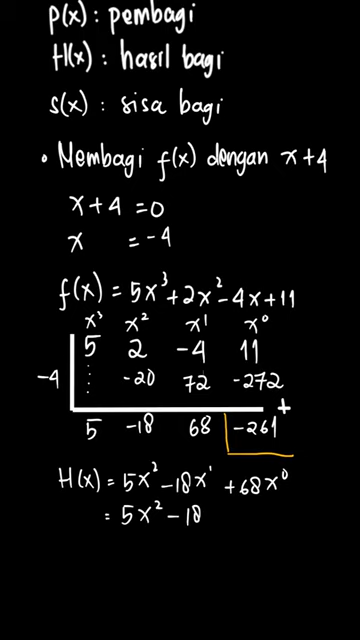 p(x) : pembagi
H(x) : hasil bagi
s(x) : sisa bagi
• Membagi f(x) dengan x+4
x+4 =0
x = -4
f(x) = 5x³+2x²-4x+11
x³ x² x¹ x⁰
5 2 -4 11
-4 ⋮ -20 72 -272
+
5 -18 68 -261
H(x) = 5x² -18x¹ +68x⁰
= 5x² - 18